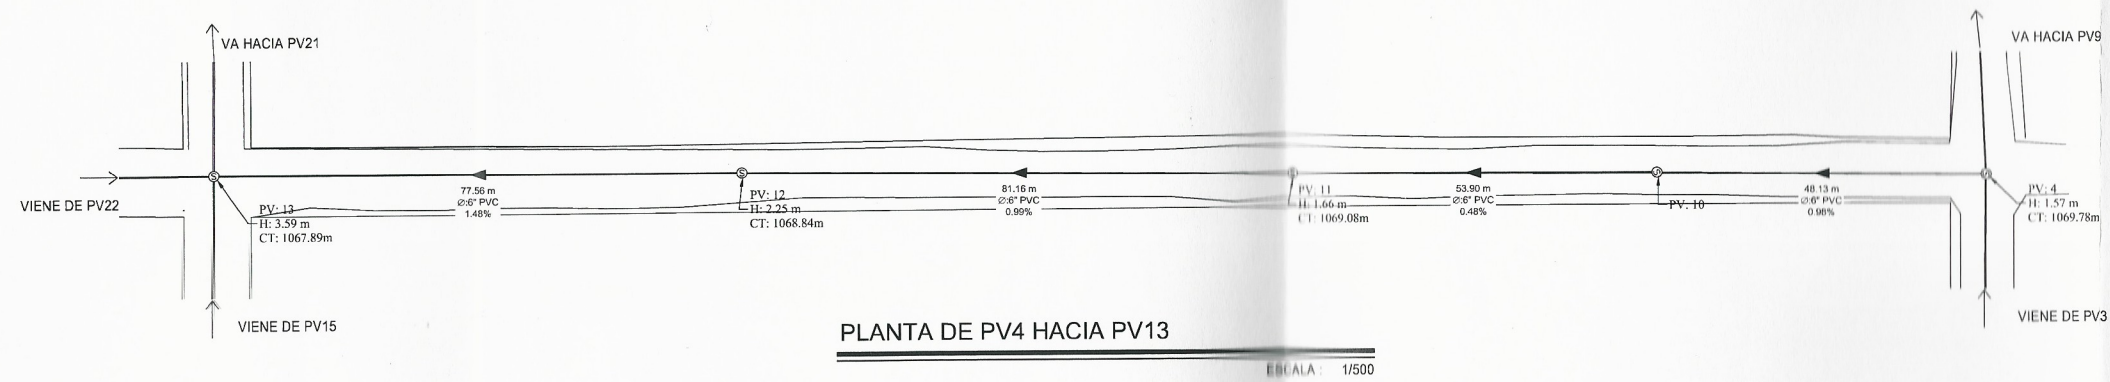 VA HACIA PV21
VA HACIA PV9
VIENE DE PV22
PV: 13
H: 3.59 m
CT: 1067.89m
77.56 m
Ø:6" PVC
1.48%
PV: 12
H: 2.25 m
CT: 1068.84m
81.16 m
Ø:6" PVC
0.99%
PV: 11
H: 1.66 m
CT: 1069.08m
53.90 m
Ø:6" PVC
0.48%
PV: 10
48.13 m
Ø:6" PVC
0.98%
PV: 4
H: 1.57 m
CT: 1069.78m
VIENE DE PV15
VIENE DE PV3
PLANTA DE PV4 HACIA PV13
ESCALA : 1/500